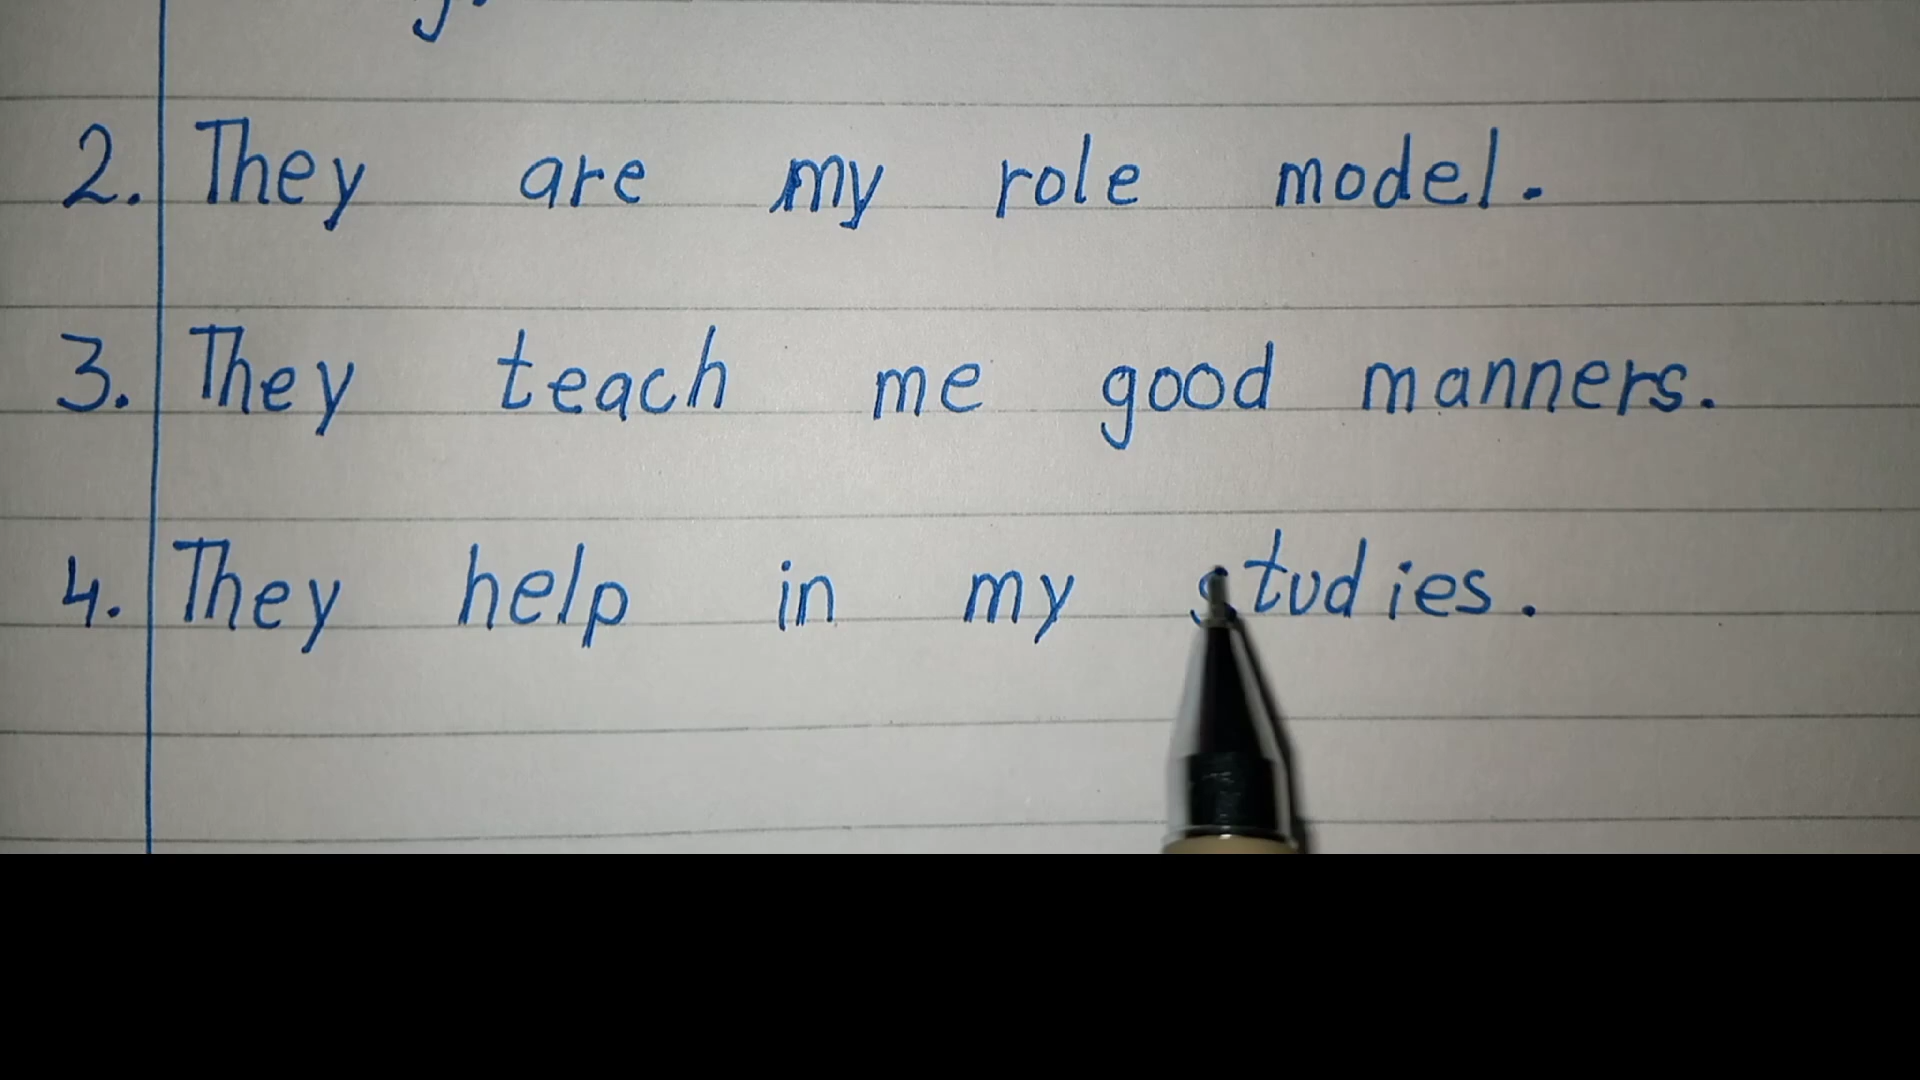 2. They are my role model.
3. They teach me good manners.
4. They help in my studies.